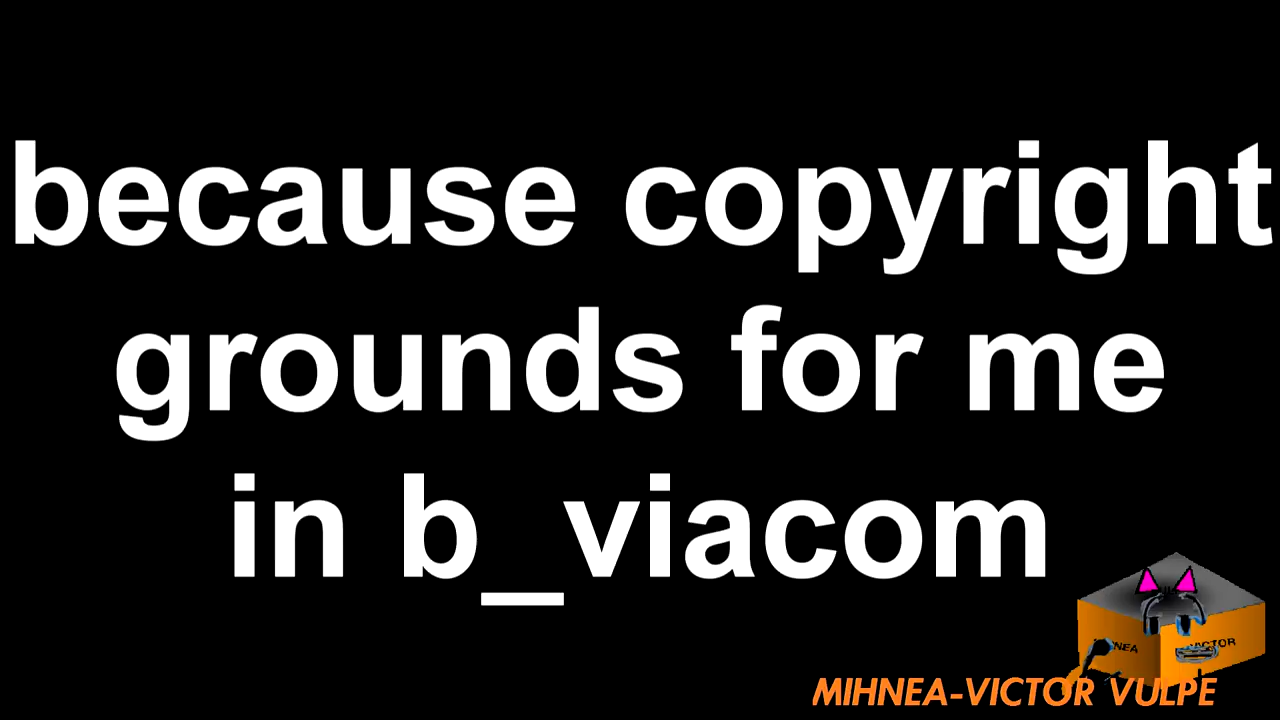 because copyright
grounds for me
in b_viacom
MIHNEA-VICTOR VULPE